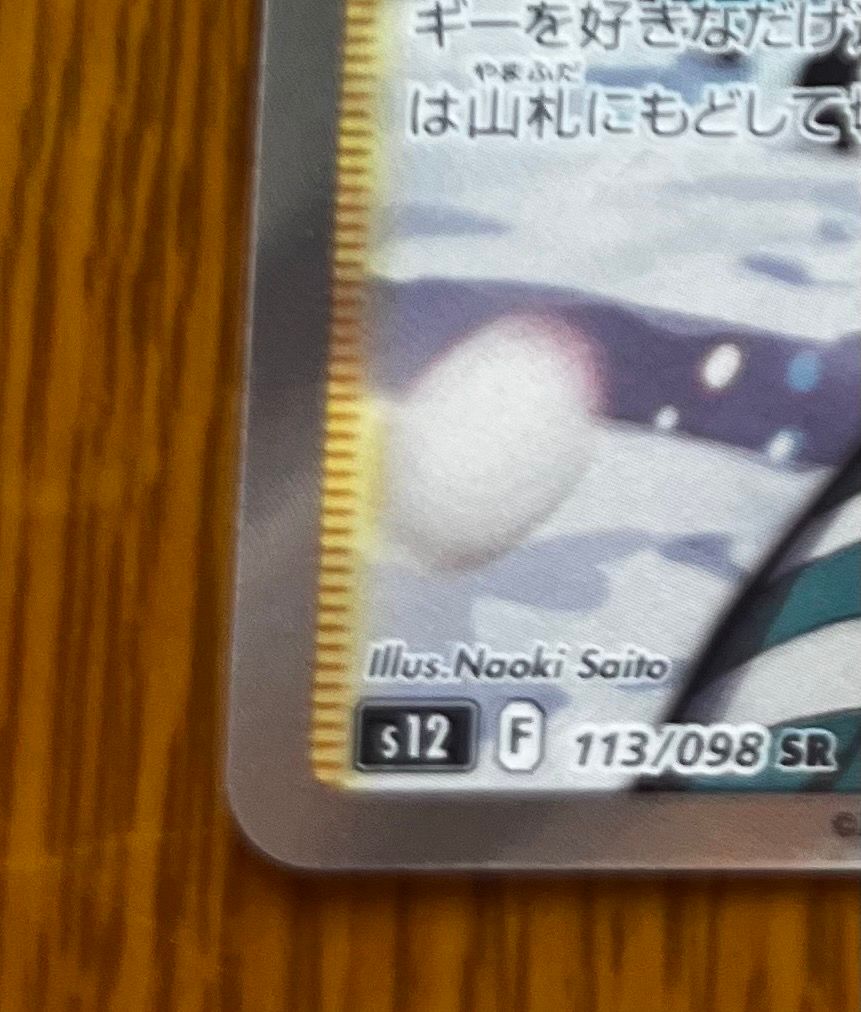 ギーを好きなだけ
やまふだ
は山札にもどして
Illus.Naoki Saito
s12 F 113/098 SR
©